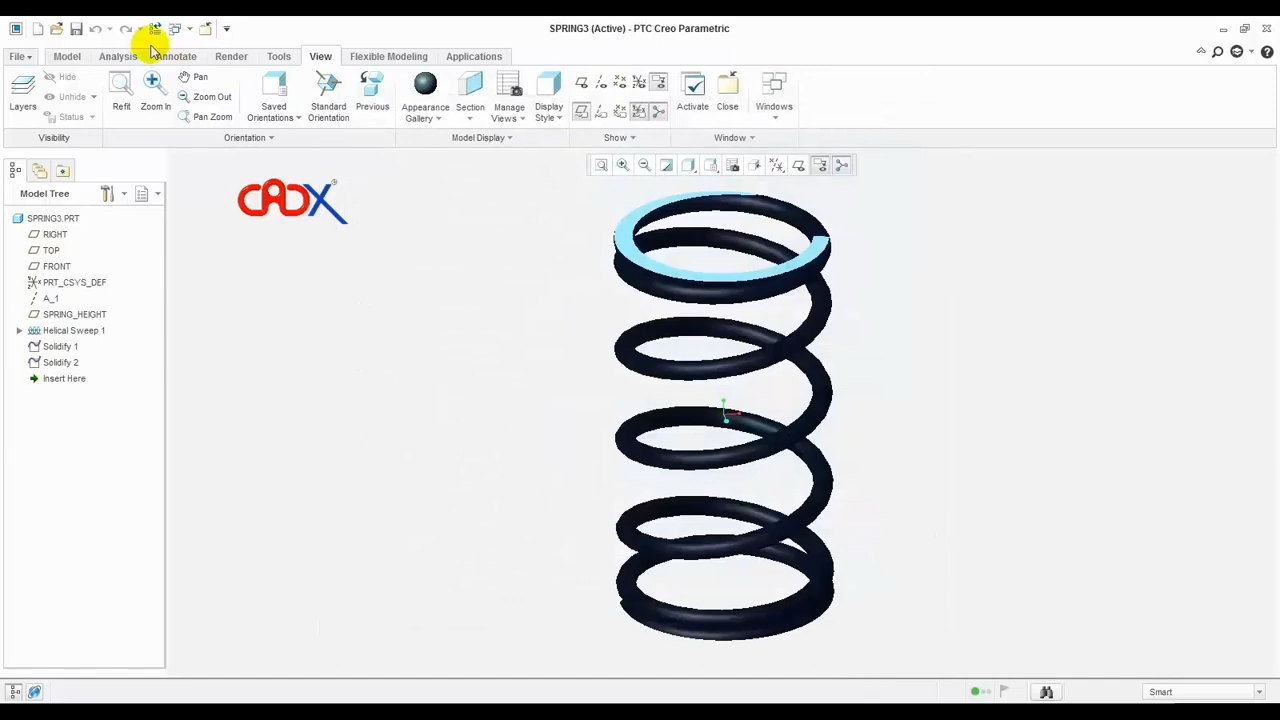 SPRING3 (Active) - PTC Creo Parametric
File Model Analysis Annotate Render Tools View Flexible Modeling Applications
Layers
Hide
Unhide
Status
Visibility
Refit
Zoom In
Pan
Zoom Out
Pan Zoom
Saved Orientations
Standard Orientation
Previous
Orientation
Appearance Gallery
Section
Manage Views
Display Style
Model Display
Show
Activate
Close
Windows
Window
Model Tree
SPRING3.PRT
RIGHT
TOP
FRONT
PRT_CSYS_DEF
A_1
SPRING_HEIGHT
Helical Sweep 1
Solidify 1
Solidify 2
Insert Here
CADX
Smart